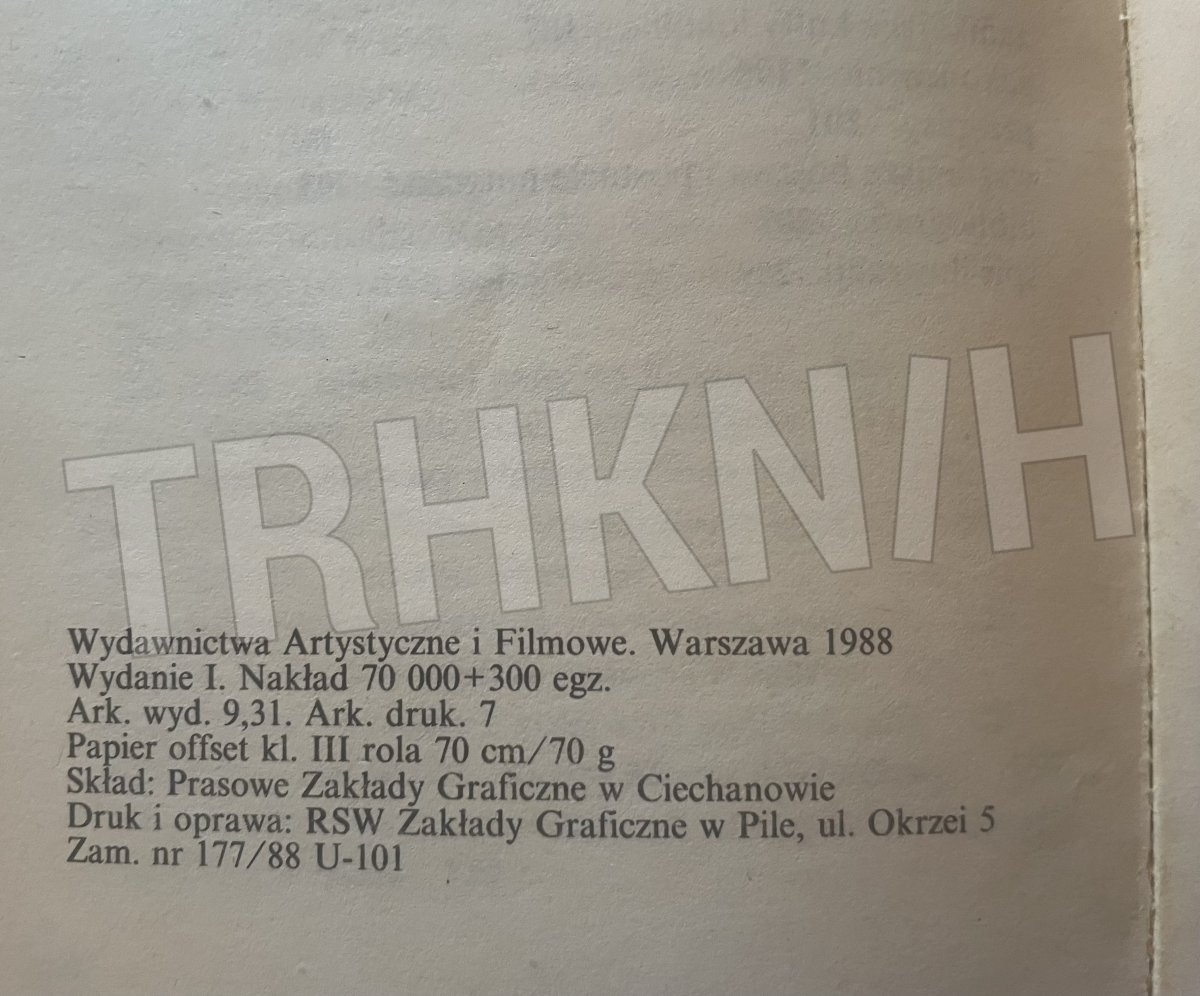 TRHKN/H
Wydawnictwa Artystyczne i Filmowe. Warszawa 1988
Wydanie I. Nakład 70 000+300 egz.
Ark. wyd. 9,31. Ark. druk. 7
Papier offset kl. III rola 70 cm/70 g
Skład: Prasowe Zakłady Graficzne w Ciechanowie
Druk i oprawa: RSW Zakłady Graficzne w Pile, ul. Okrzei 5
Zam. nr 177/88 U-101